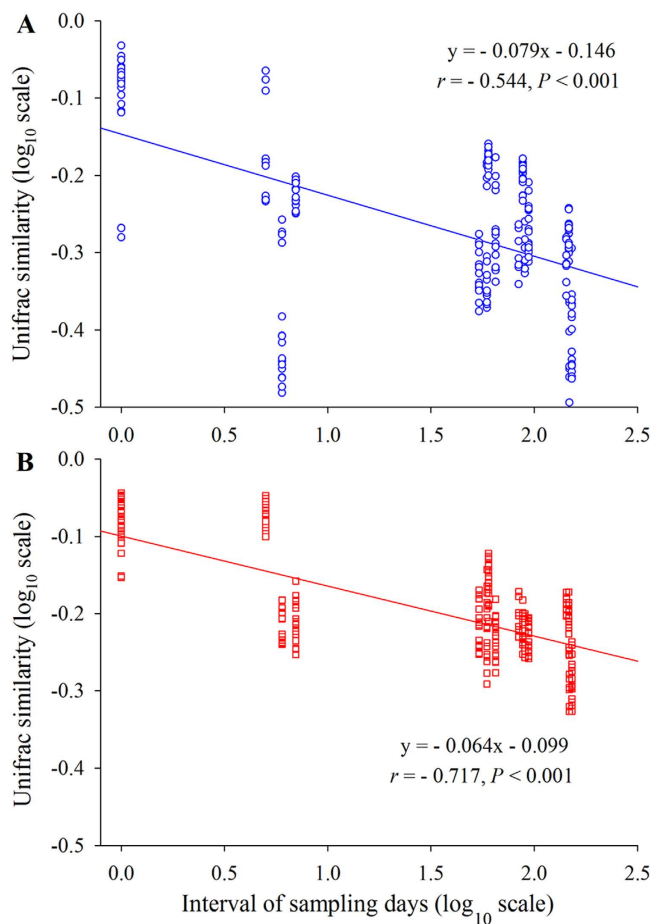 A
0.0
-0.1
-0.2
-0.3
-0.4
-0.5
Unifrac similarity (log10 scale)
y = - 0.079x - 0.146
r = - 0.544, P < 0.001
0.0 0.5 1.0 1.5 2.0 2.5
B
0.0
-0.1
-0.2
-0.3
-0.4
-0.5
Unifrac similarity (log10 scale)
y = - 0.064x - 0.099
r = - 0.717, P < 0.001
0.0 0.5 1.0 1.5 2.0 2.5
Interval of sampling days (log10 scale)